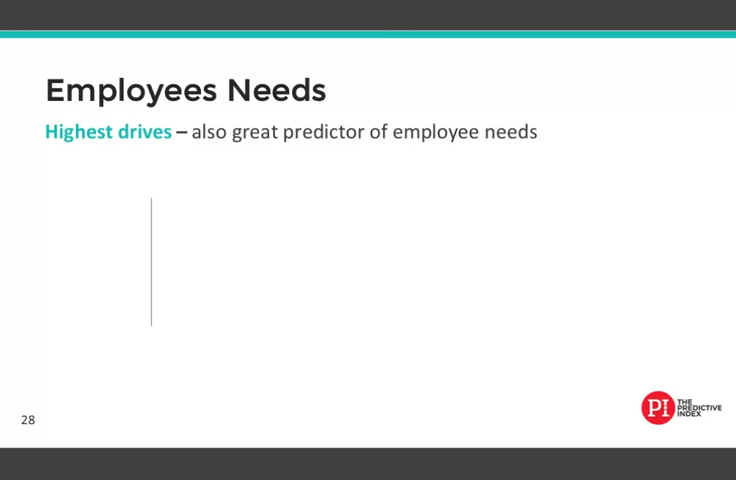 Employees Needs
Highest drives – also great predictor of employee needs
28
PI
THE
PREDICTIVE
INDEX